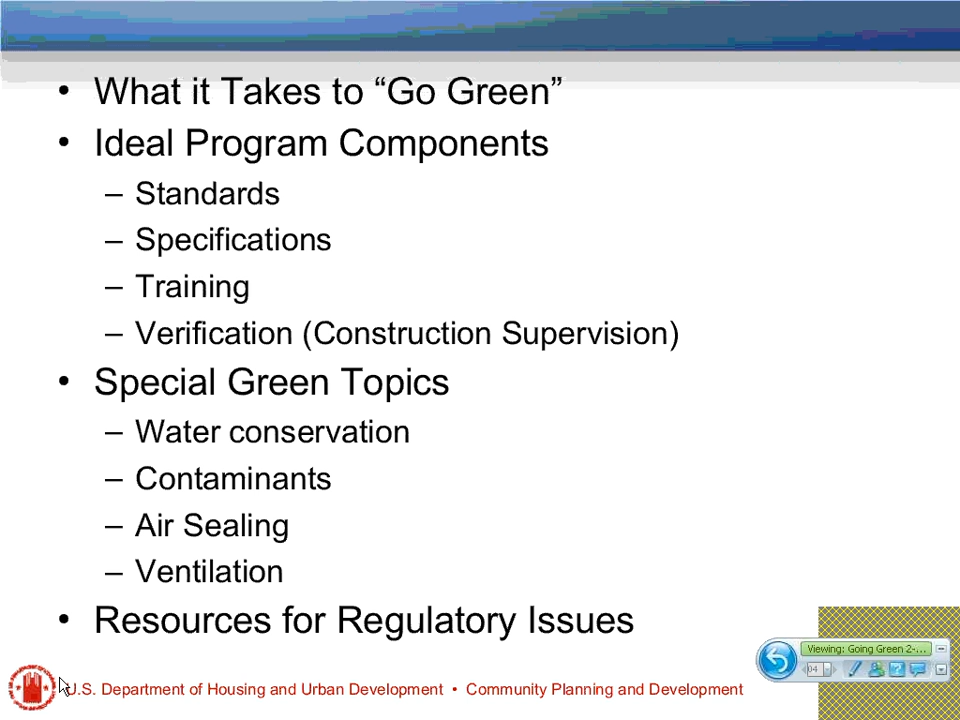 • What it Takes to “Go Green”
• Ideal Program Components
– Standards
– Specifications
– Training
– Verification (Construction Supervision)
• Special Green Topics
– Water conservation
– Contaminants
– Air Sealing
– Ventilation
• Resources for Regulatory Issues
Viewing: Going Green 2-...
04
U.S. Department of Housing and Urban Development • Community Planning and Development